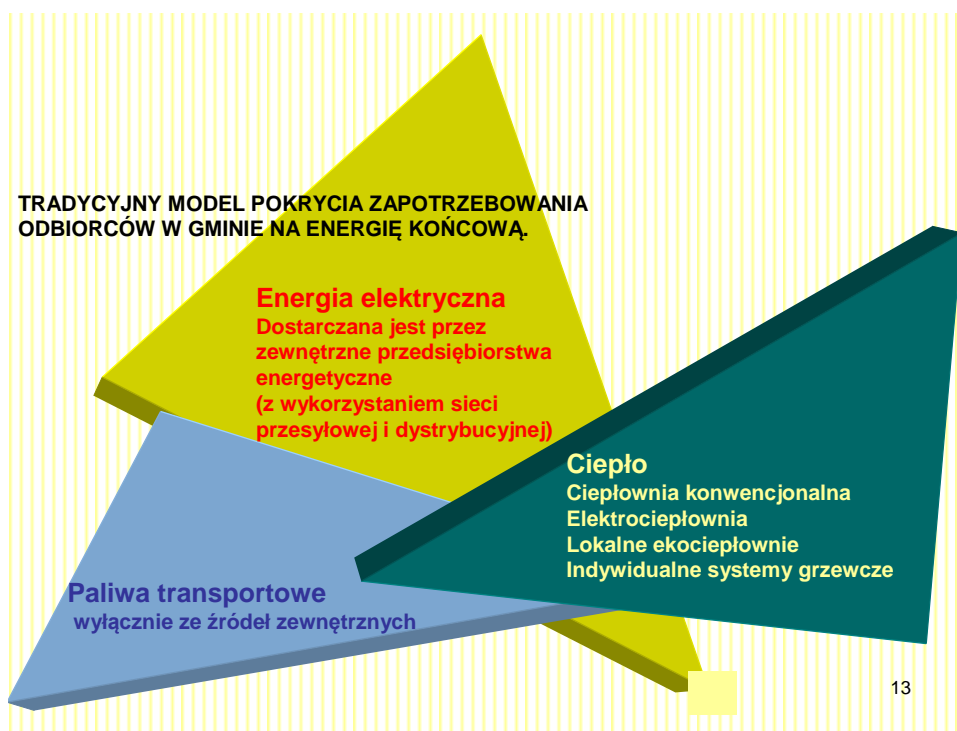 TRADYCYJNY MODEL POKRYCIA ZAPOTRZEBOWANIA
ODBIORCÓW W GMINIE NA ENERGIĘ KOŃCOWĄ.
Energia elektryczna
Dostarczana jest przez
zewnętrzne przedsiębiorstwa
energetyczne
(z wykorzystaniem sieci
przesyłowej i dystrybucyjnej)
Ciepło
Ciepłownia konwencjonalna
Elektrociepłownia
Lokalne ekociepłownie
Indywidualne systemy grzewcze
Paliwa transportowe
wyłącznie ze źródeł zewnętrznych
13